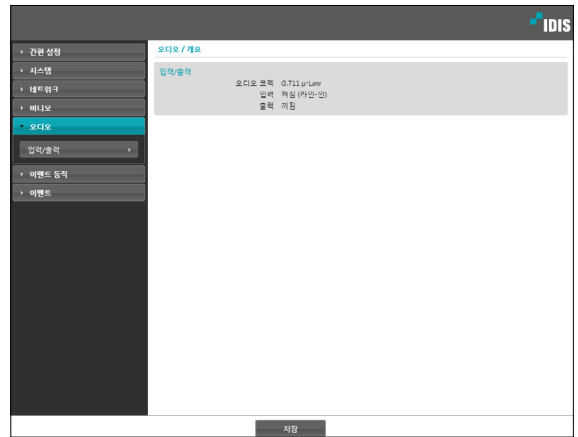 IDIS
간편 설정
시스템
네트워크
비디오
오디오
입력/출력
이벤트 동작
이벤트
오디오 / 개요
입력/출력
오디오 코덱 G.711 μ-Law
입력 켜짐 (라인-인)
출력 꺼짐
저장